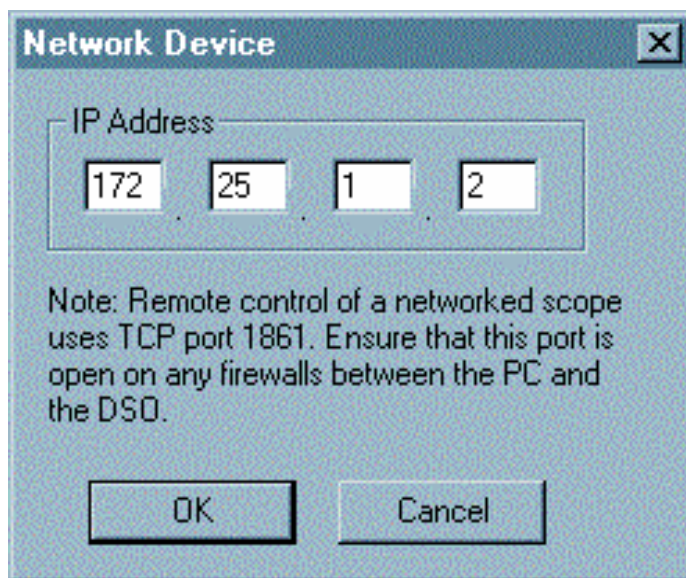 Network Device
IP Address
172 . 25 . 1 . 2
Note: Remote control of a networked scope
uses TCP port 1861. Ensure that this port is
open on any firewalls between the PC and
the DSO.
OK Cancel